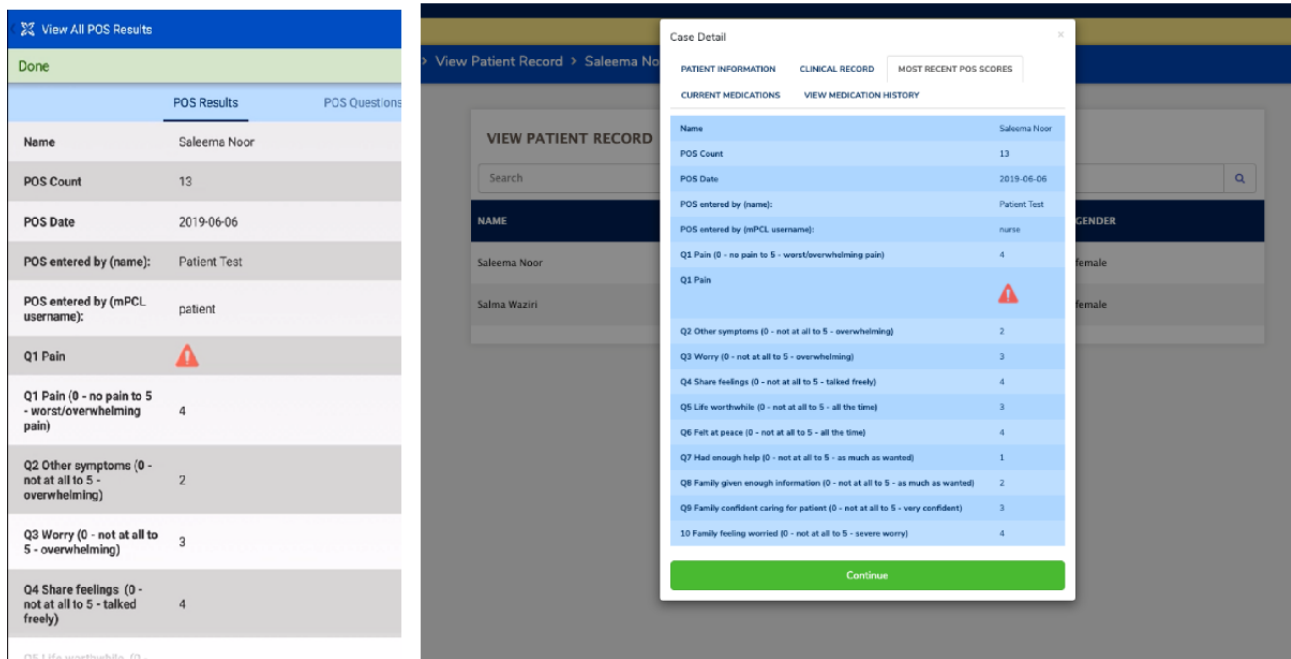 View All POS Results
Done
POS Results POS Questions
Name Saleema Noor
POS Count 13
POS Date 2019-06-06
POS entered by (name): Patient Test
POS entered by (mPCL
username): patient
Q1 Pain
Q1 Pain (0 - no pain to 5
- worst/overwhelming
pain) 4
Q2 Other symptoms (0 -
not at all to 5 -
overwhelming) 2
Q3 Worry (0 - not at all to
5 - overwhelming) 3
Q4 Share feelings (0 -
not at all to 5 - talked
freely) 4
Q5 Life worthwhile (0 -
> View Patient Record > Saleema No
VIEW PATIENT RECORD
Search
NAME GENDER
Saleema Noor female
Salma Waziri female
Case Detail ×
PATIENT INFORMATION CLINICAL RECORD MOST RECENT POS SCORES
CURRENT MEDICATIONS VIEW MEDICATION HISTORY
Name Saleema Noor
POS Count 13
POS Date 2019-06-06
POS entered by (name): Patient Test
POS entered by (mPCL username): nurse
Q1 Pain (0 - no pain to 5 - worst/overwhelming pain) 4
Q1 Pain
Q2 Other symptoms (0 - not at all to 5 - overwhelming) 2
Q3 Worry (0 - not at all to 5 - overwhelming) 3
Q4 Share feelings (0 - not at all to 5 - talked freely) 4
Q5 Life worthwhile (0 - not at all to 5 - all the time) 3
Q6 Felt at peace (0 - not at all to 5 - all the time) 4
Q7 Had enough help (0 - not at all to 5 - as much as wanted) 1
Q8 Family given enough information (0 - not at all to 5 - as much as wanted) 2
Q9 Family confident caring for patient (0 - not at all to 5 - very confident) 3
10 Family feeling worried (0 - not at all to 5 - severe worry) 4
Continue